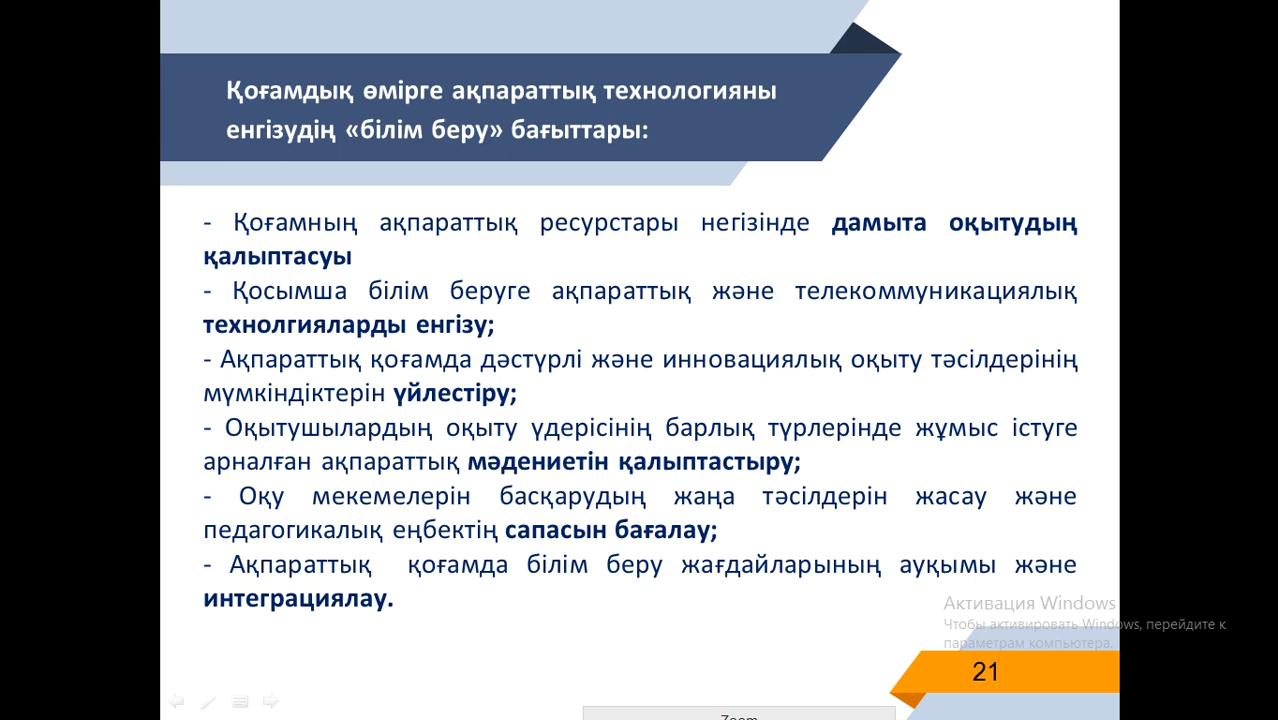 Қоғамдық өмірге ақпараттық технологияны
енгізудің «білім беру» бағыттары:
- Қоғамның ақпараттық ресурстары негізінде дамыта оқытудың
қалыптасуы
- Қосымша білім беруге ақпараттық және телекоммуникациялық
технолгияларды енгізу;
- Ақпараттық қоғамда дәстүрлі және инновациялық оқыту тәсілдерінің
мүмкіндіктерін үйлестіру;
- Оқытушылардың оқыту үдерісінің барлық түрлерінде жұмыс істуге
арналған ақпараттық мәдениетін қалыптастыру;
- Оқу мекемелерін басқарудың жаңа тәсілдерін жасау және
педагогикалық еңбектің сапасын бағалау;
- Ақпараттық қоғамда білім беру жағдайларының ауқымы және
интеграциялау.
Активация Windows
Чтобы активировать Windows, перейдите к
параметрам компьютера.
21
Zoom